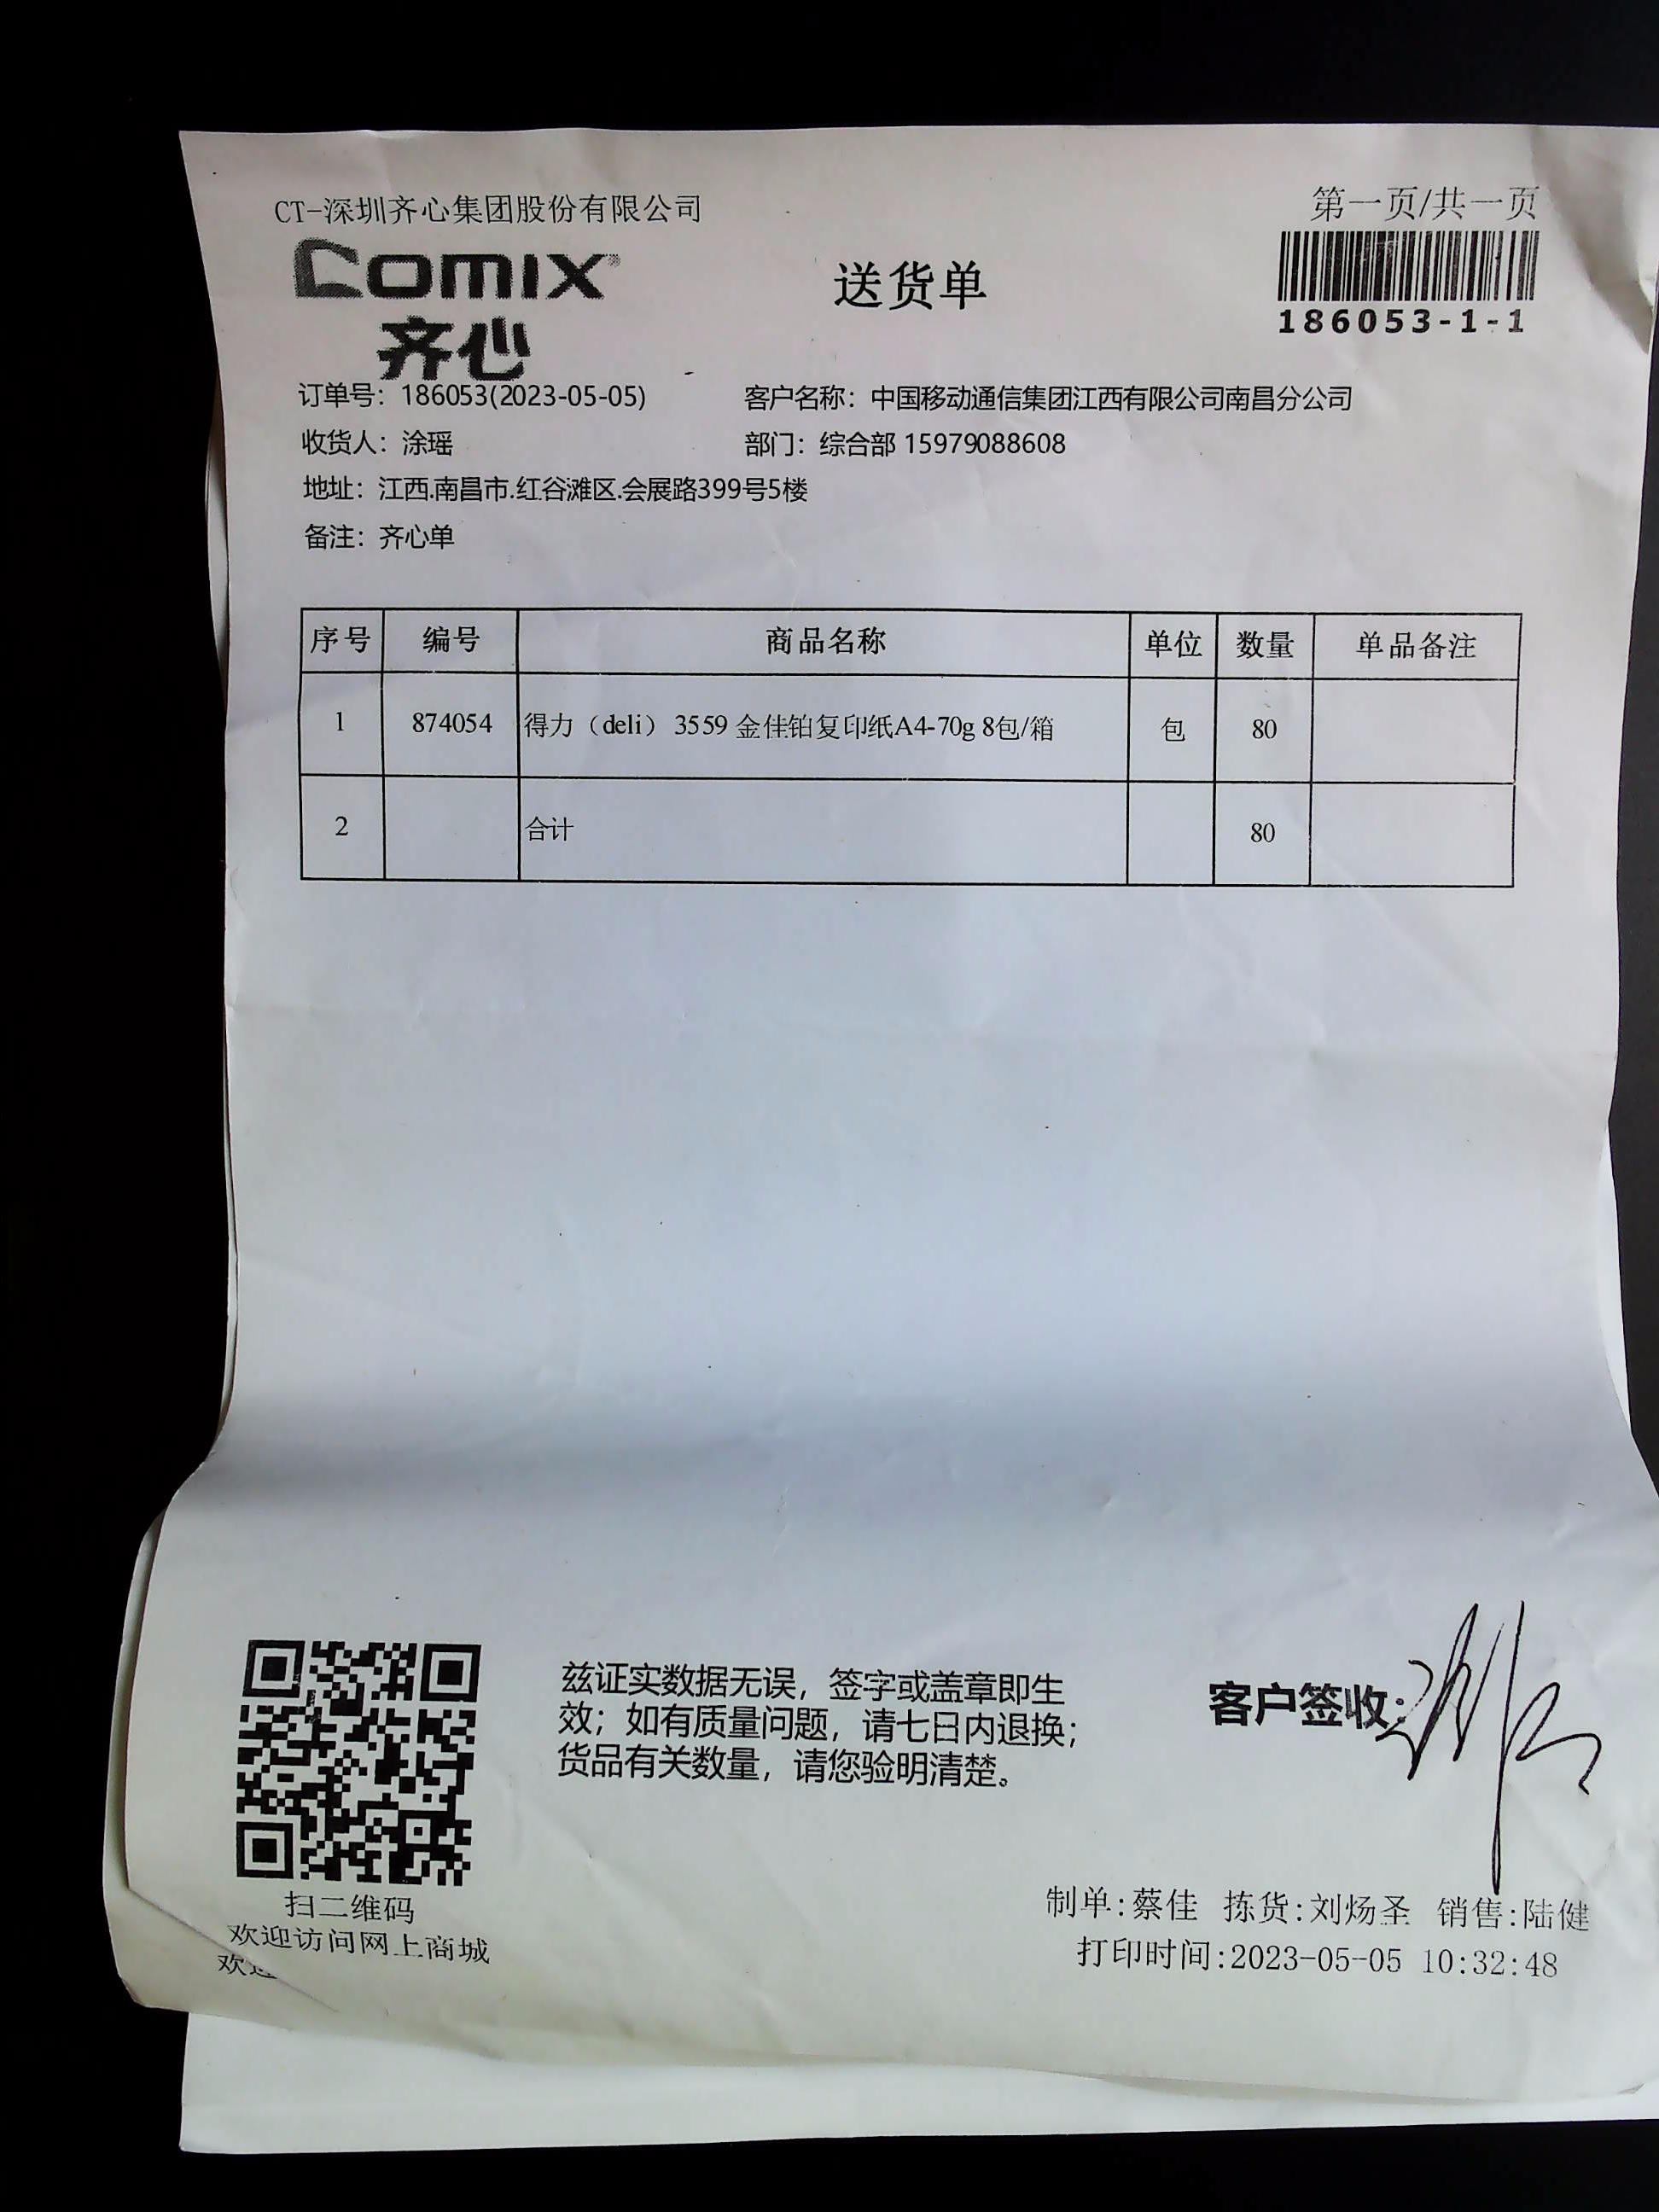 CT-深圳齐心集团股份有限公司
第一页/共一页
comix
齐心
送货单
186053-1-1
订单号：186053(2023-05-05)
客户名称：中国移动通信集团江西有限公司南昌分公司
收货人：涂瑶
部门：综合部 15979088608
地址：江西.南昌市.红谷滩区.会展路399号5楼
备注：齐心单
序号 编号 商品名称 单位 数量 单品备注
1 874054 得力（deli） 3559 金佳铂复印纸A4-70g 8包/箱 包 80
2 合计 80
兹证实数据无误，签字或盖章即生
效；如有质量问题，请七日内退换；
货品有关数量，请您验明清楚。
客户签收:
扫二维码
欢迎访问网上商城
欢迎
制单:蔡佳 拣货:刘炀圣 销售:陆健
打印时间:2023-05-05 10:32:48